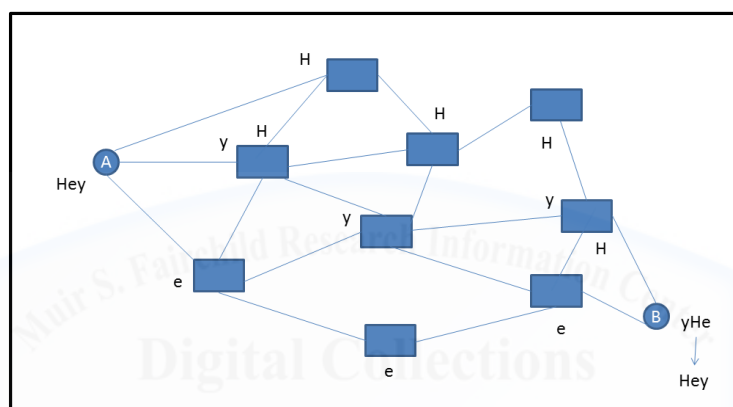 H
H
H
y
H
A
Hey
y
y
H
e
B
yHe
e
Hey
e
Muir S. Fairchild Research Information Center
Digital Collections